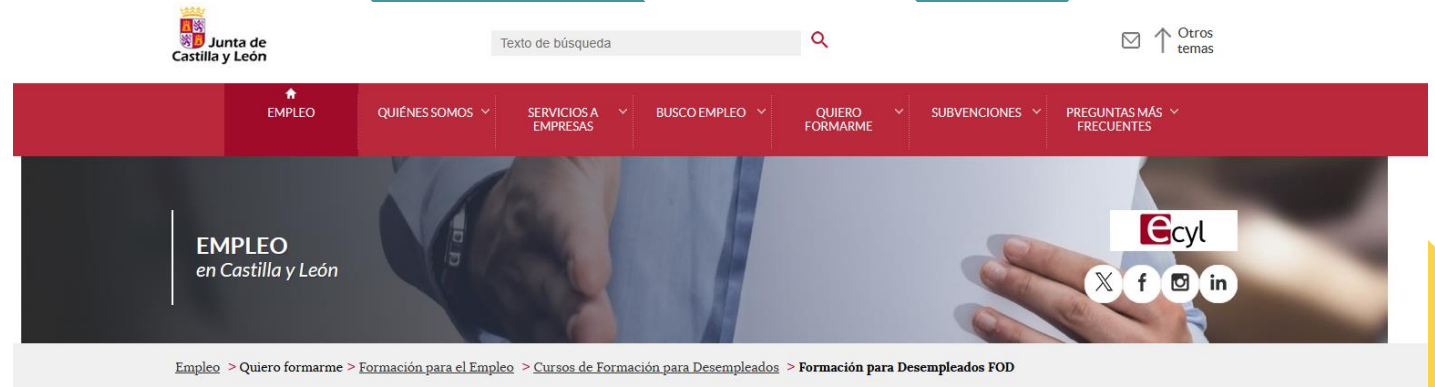 Junta de
Castilla y León
Texto de búsqueda
Otros
temas
EMPLEO
QUIÉNES SOMOS
SERVICIOS A
EMPRESAS
BUSCO EMPLEO
QUIERO
FORMARME
SUBVENCIONES
PREGUNTAS MÁS
FRECUENTES
EMPLEO
en Castilla y León
ecyl
Empleo > Quiero formarme > Formación para el Empleo > Cursos de Formación para Desempleados > Formación para Desempleados FOD